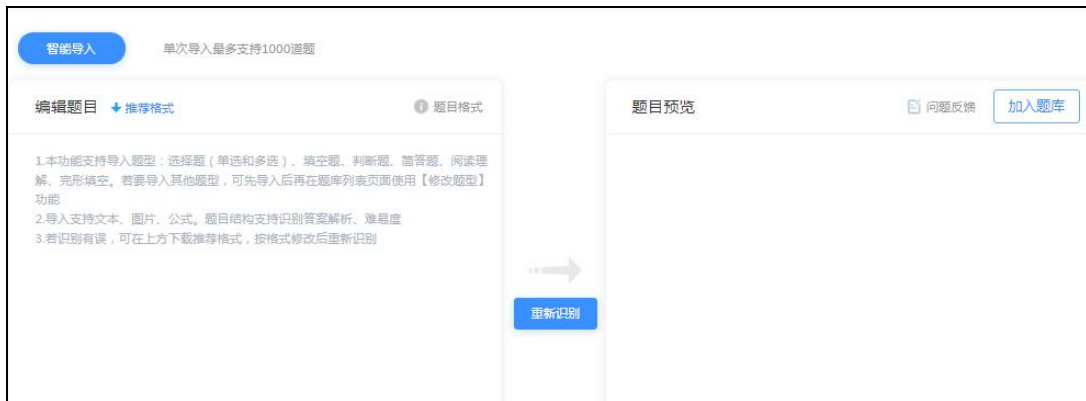 智能导入 单次导入最多支持1000道题
编辑题目 推荐格式 题目格式
1.本功能支持导入题型：选择题（单选和多选）、填空题、判断题、简答题、阅读理
解、完形填空。若要导入其他题型，可先导入后再在题库列表页面使用【修改题型】
功能
2.导入支持文本、图片、公式。题目结构支持识别答案解析、难易度
3.若识别有误，可在上方下载推荐格式，按格式修改后重新识别
重新识别
题目预览 问题反馈 加入题库